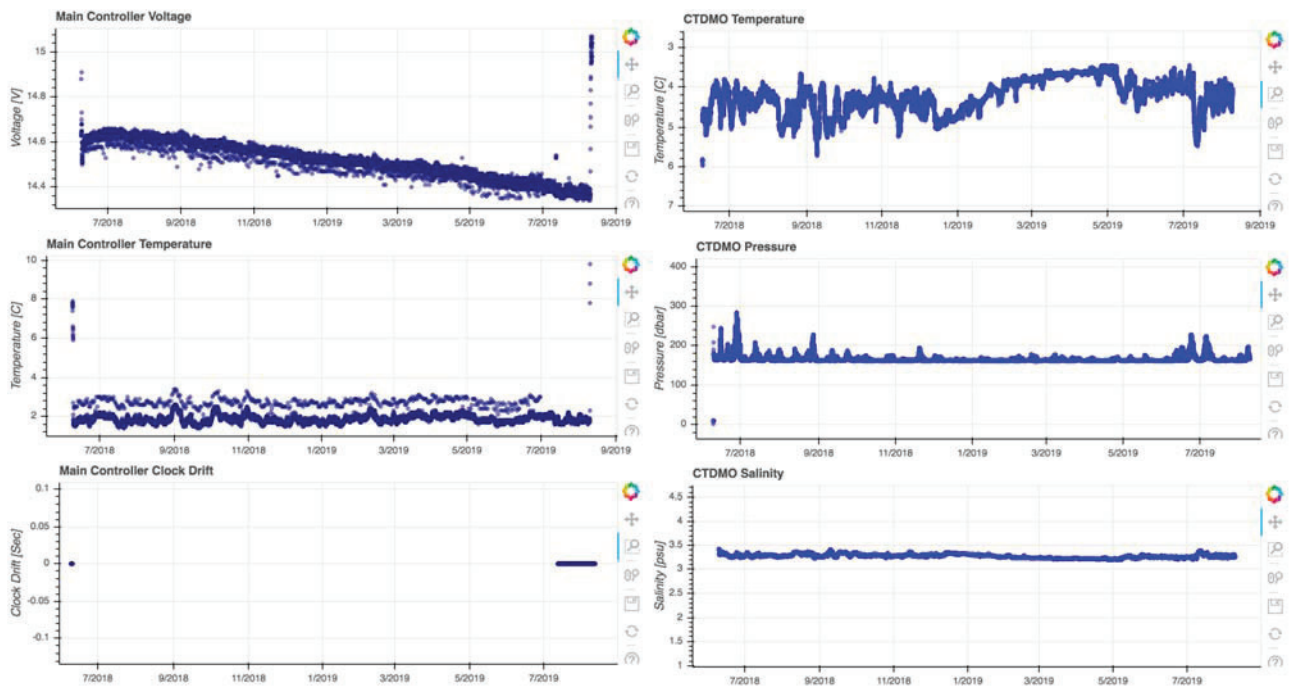 Main Controller Voltage
15
14.8
14.6
14.4
Voltage [V]
7/2018 9/2018 11/2018 1/2019 3/2019 5/2019 7/2019 9/2019
CTDMO Temperature
3
4
5
6
7
Temperature [C]
7/2018 9/2018 11/2018 1/2019 3/2019 5/2019 7/2019 9/2019
Main Controller Temperature
10
8
6
4
2
Temperature [C]
7/2018 9/2018 11/2018 1/2019 3/2019 5/2019 7/2019 9/2019
CTDMO Pressure
400
300
200
100
0
Pressure [dbar]
7/2018 9/2018 11/2018 1/2019 3/2019 5/2019 7/2019
Main Controller Clock Drift
0.1
0.05
0
-0.05
-0.1
Clock Drift [Sec]
7/2018 9/2018 11/2018 1/2019 3/2019 5/2019 7/2019
CTDMO Salinity
4.5
4
3.5
3
2.5
2
1.5
1
Salinity [psu]
7/2018 9/2018 11/2018 1/2019 3/2019 5/2019 7/2019